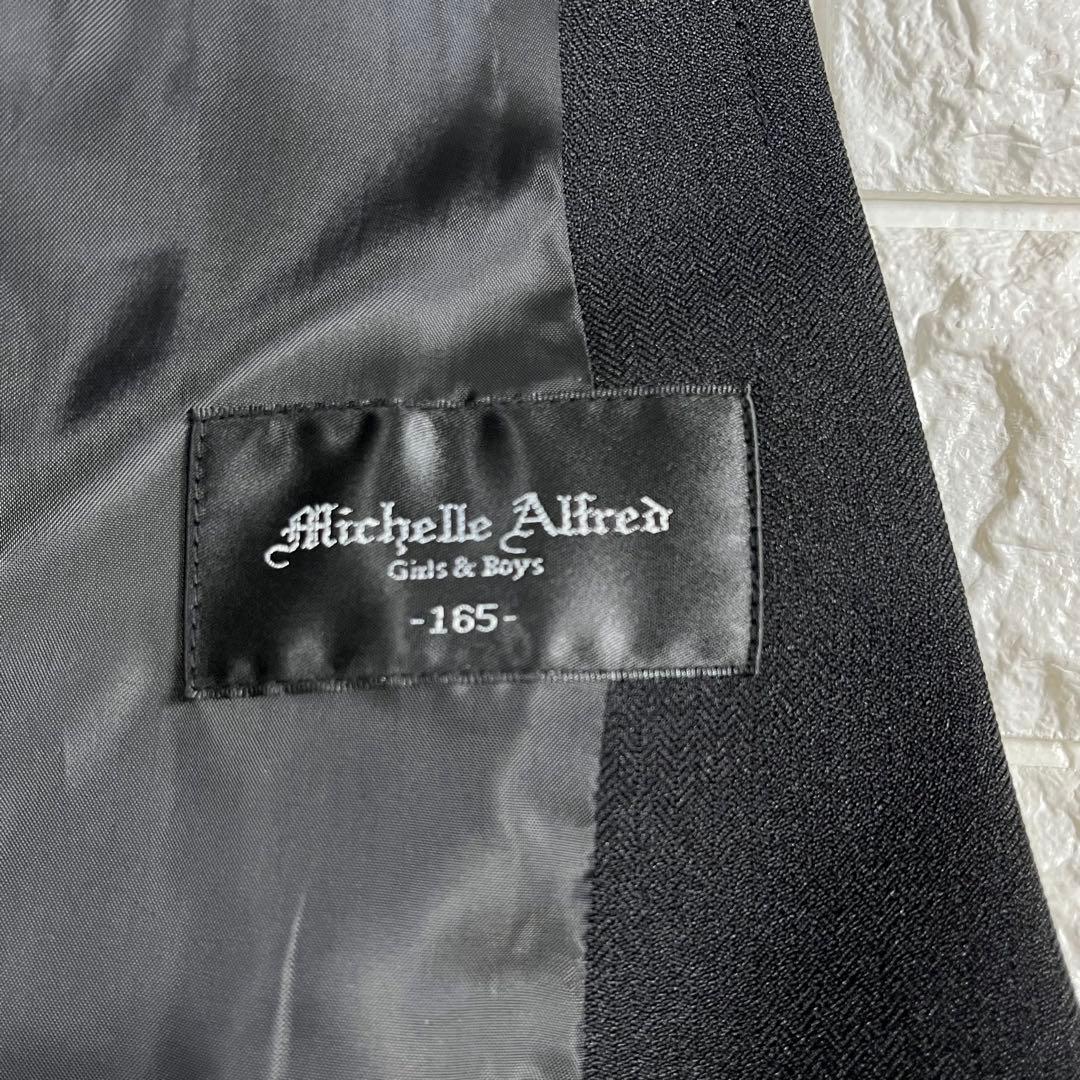 Michelle Alfred
Girls & Boys
-165-